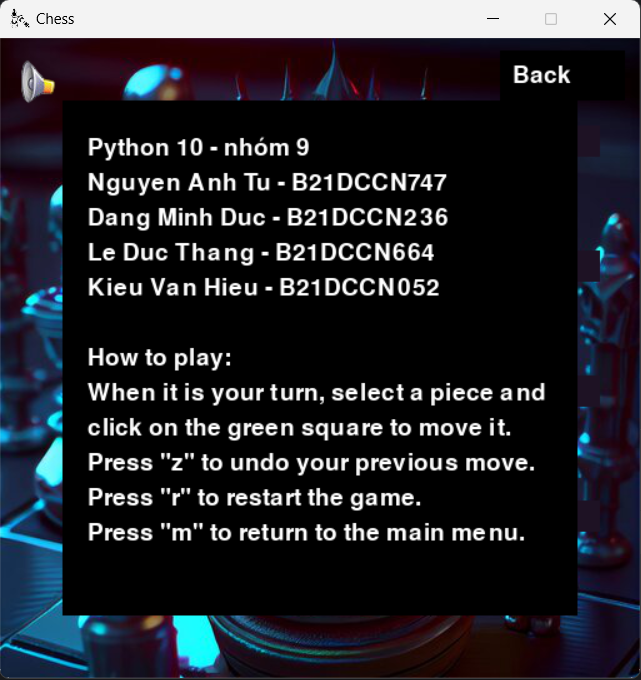 Chess
Back
Python 10 - nhóm 9
Nguyen Anh Tu - B21DCCN747
Dang Minh Duc - B21DCCN236
Le Duc Thang - B21DCCN664
Kieu Van Hieu - B21DCCN052
How to play:
When it is your turn, select a piece and
click on the green square to move it.
Press "z" to undo your previous move.
Press "r" to restart the game.
Press "m" to return to the main menu.